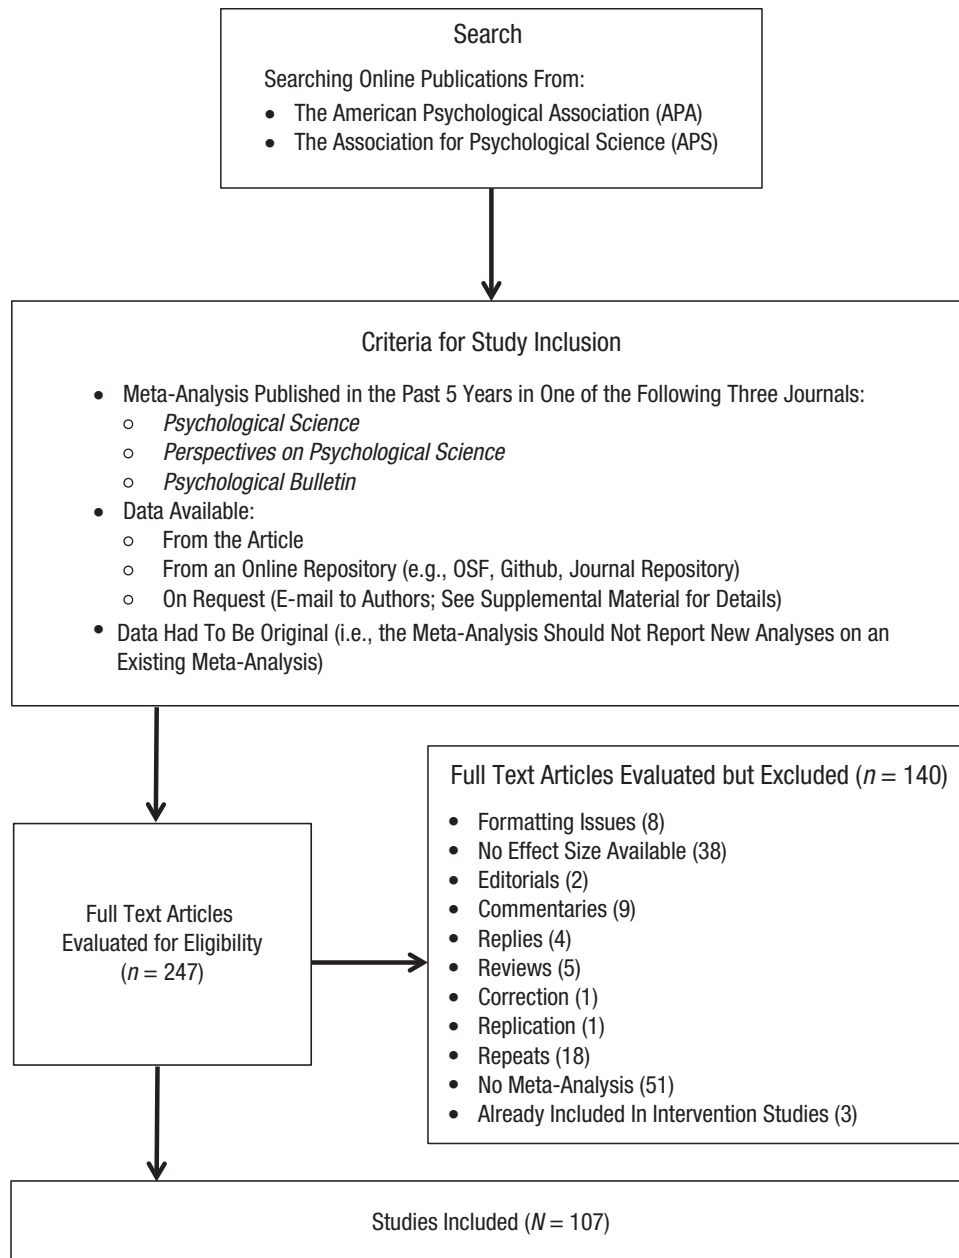 Search
Searching Online Publications From:
• The American Psychological Association (APA)
• The Association for Psychological Science (APS)
Criteria for Study Inclusion
• Meta-Analysis Published in the Past 5 Years in One of the Following Three Journals:
○ Psychological Science
○ Perspectives on Psychological Science
○ Psychological Bulletin
• Data Available:
○ From the Article
○ From an Online Repository (e.g., OSF, Github, Journal Repository)
○ On Request (E-mail to Authors; See Supplemental Material for Details)
• Data Had To Be Original (i.e., the Meta-Analysis Should Not Report New Analyses on an
Existing Meta-Analysis)
Full Text Articles
Evaluated for Eligibility
(n = 247)
Full Text Articles Evaluated but Excluded (n = 140)
• Formatting Issues (8)
• No Effect Size Available (38)
• Editorials (2)
• Commentaries (9)
• Replies (4)
• Reviews (5)
• Correction (1)
• Replication (1)
• Repeats (18)
• No Meta-Analysis (51)
• Already Included In Intervention Studies (3)
Studies Included (N = 107)